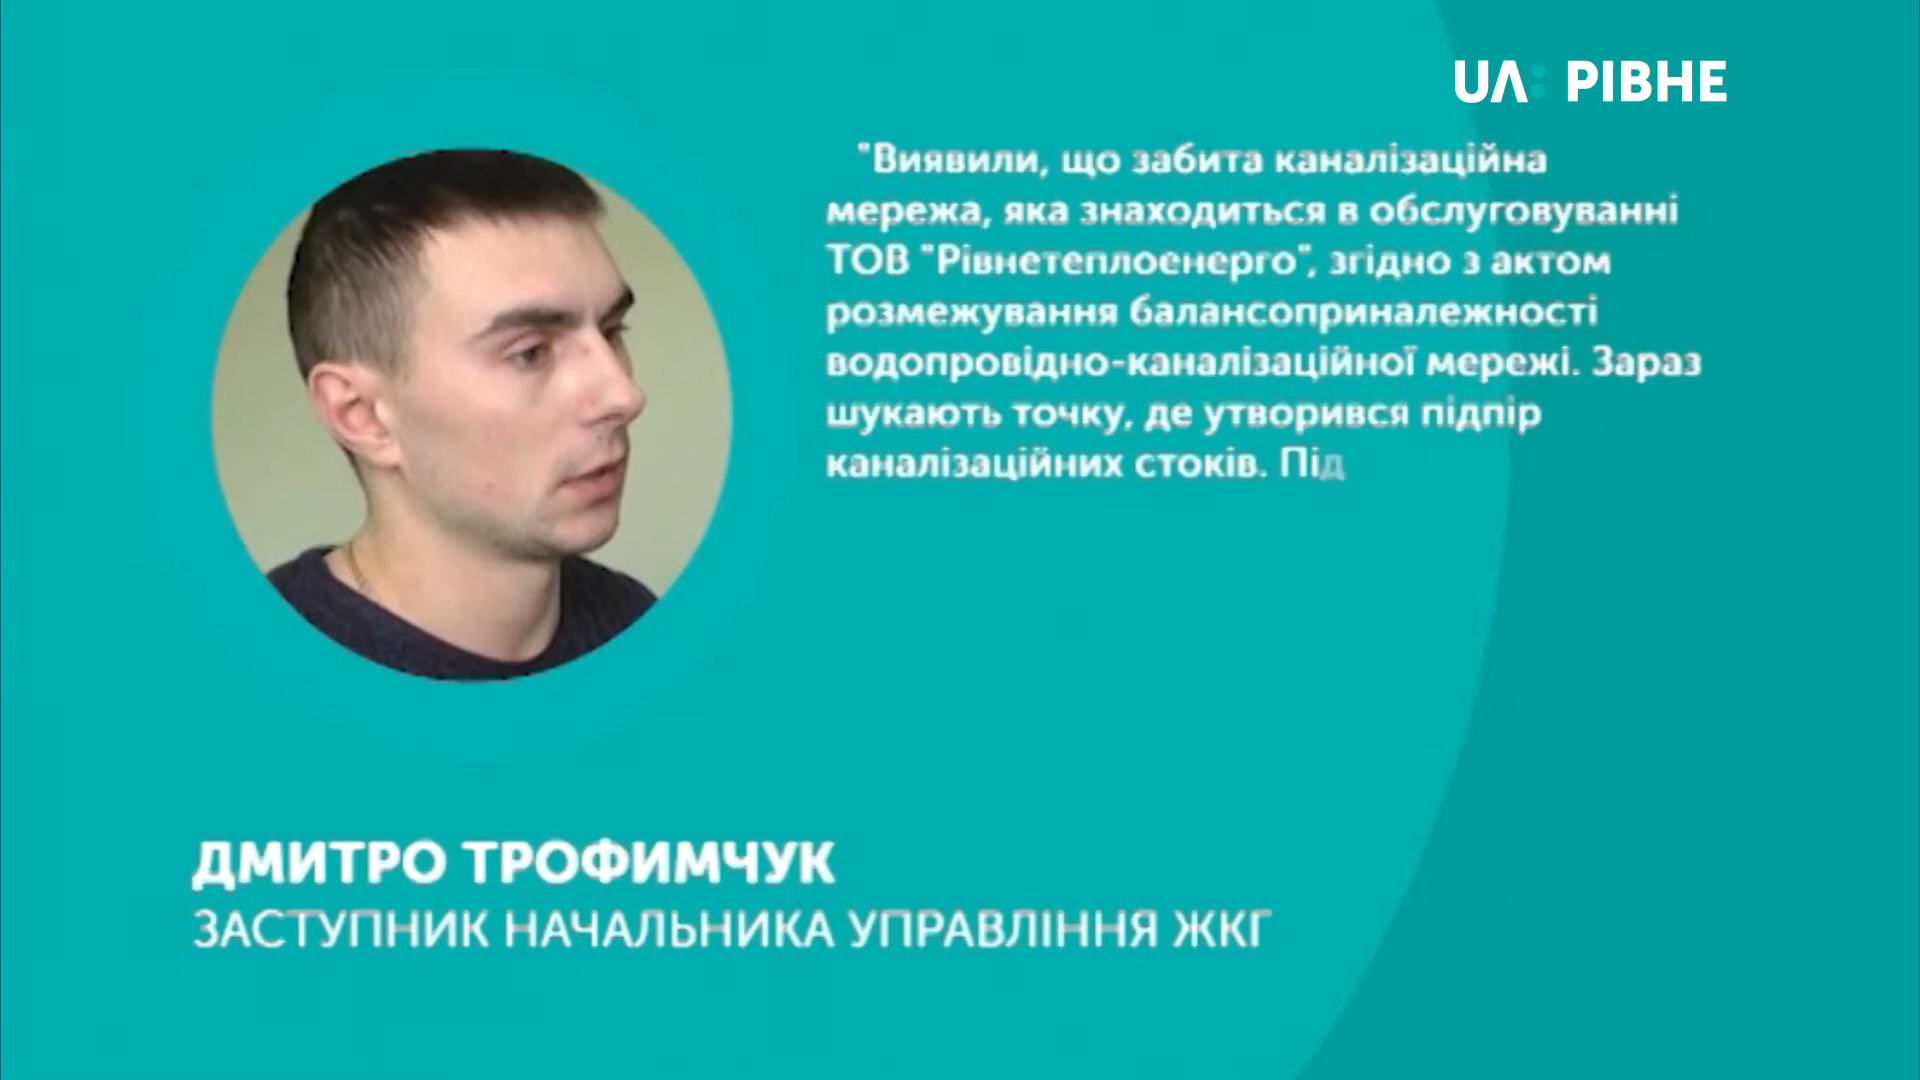 UA: РІВНЕ
"Виявили, що забита каналізаційна
мережа, яка знаходиться в обслуговуванні
ТОВ "Рівнетеплоенерго", згідно з актом
розмежування балансоприналежності
водопровідно-каналізаційної мережі. Зараз
шукають точку, де утворився підпір
каналізаційних стоків. Під
ДМИТРО ТРОФИМЧУК
ЗАСТУПНИК НАЧАЛЬНИКА УПРАВЛІННЯ ЖКГ